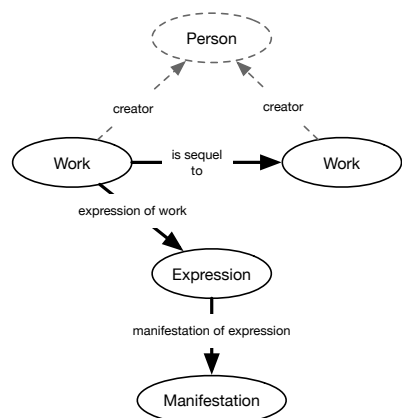 Person
creator
creator
Work
is sequel
to
Work
expression of work
Expression
manifestation of expression
Manifestation